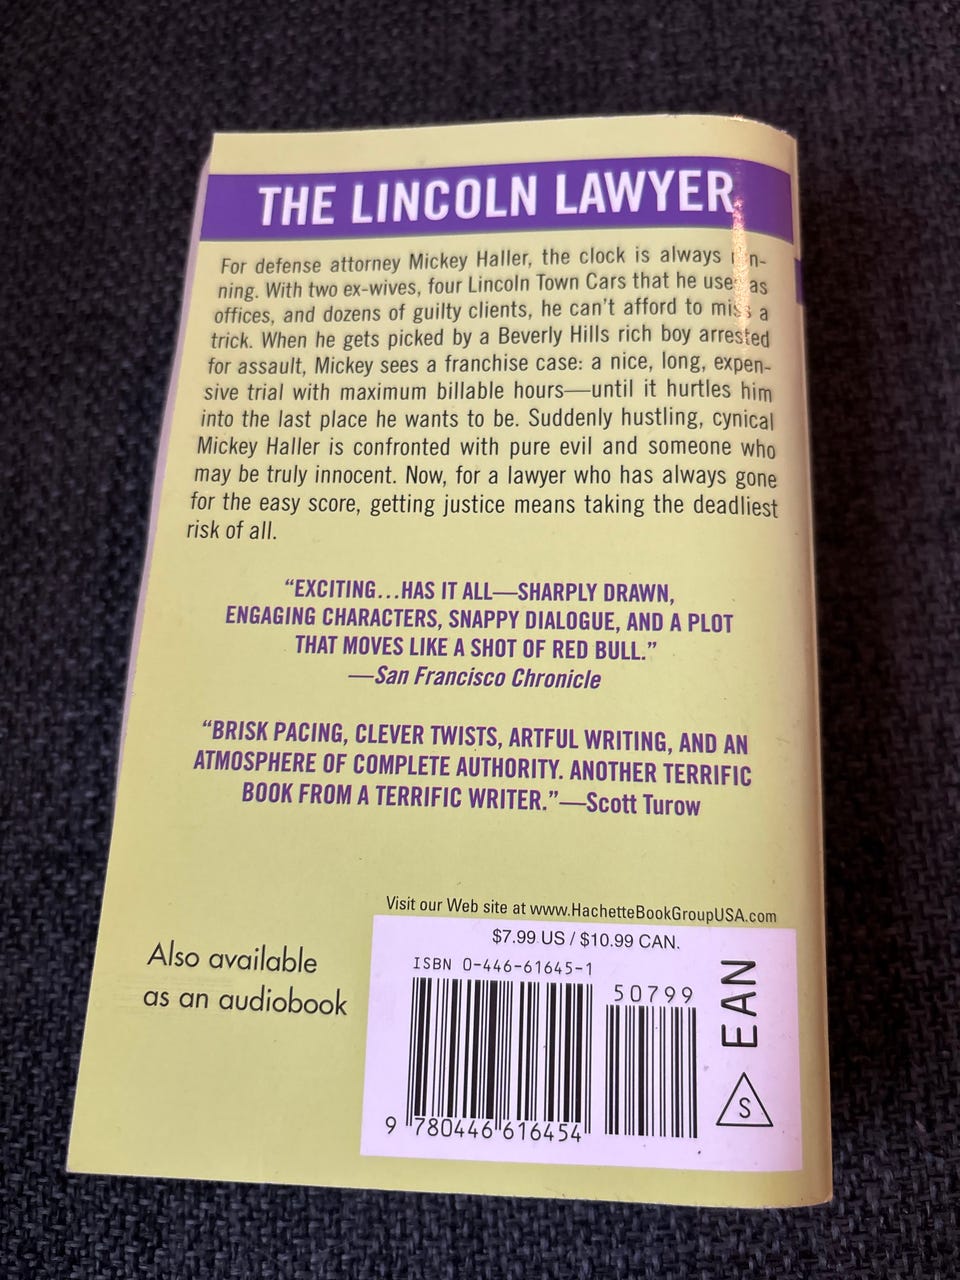 THE LINCOLN LAWYER
For defense attorney Mickey Haller, the clock is always
ning. With two ex-wives, four Lincoln Town Cars that he uses as
offices, and dozens of guilty clients, he can't afford to miss a
trick. When he gets picked by a Beverly Hills rich boy arrested
for assault, Mickey sees a franchise case: a nice, long, expen-
sive trial with maximum billable hours—until it hurtles him
into the last place he wants to be. Suddenly hustling, cynical
Mickey Haller is confronted with pure evil and someone who
may be truly innocent. Now, for a lawyer who has always gone
for the easy score, getting justice means taking the deadliest
risk of all.
“EXCITING...HAS IT ALL—SHARPLY DRAWN,
ENGAGING CHARACTERS, SNAPPY DIALOGUE, AND A PLOT
THAT MOVES LIKE A SHOT OF RED BULL.”
—San Francisco Chronicle
“BRISK PACING, CLEVER TWISTS, ARTFUL WRITING, AND AN
ATMOSPHERE OF COMPLETE AUTHORITY. ANOTHER TERRIFIC
BOOK FROM A TERRIFIC WRITER.”—Scott Turow
Visit our Web site at www.HachetteBookGroupUSA.com
$7.99 US / $10.99 CAN.
ISBN 0-446-61645-1
50799
EAN
S
9 780446 616454
Also available
as an audiobook